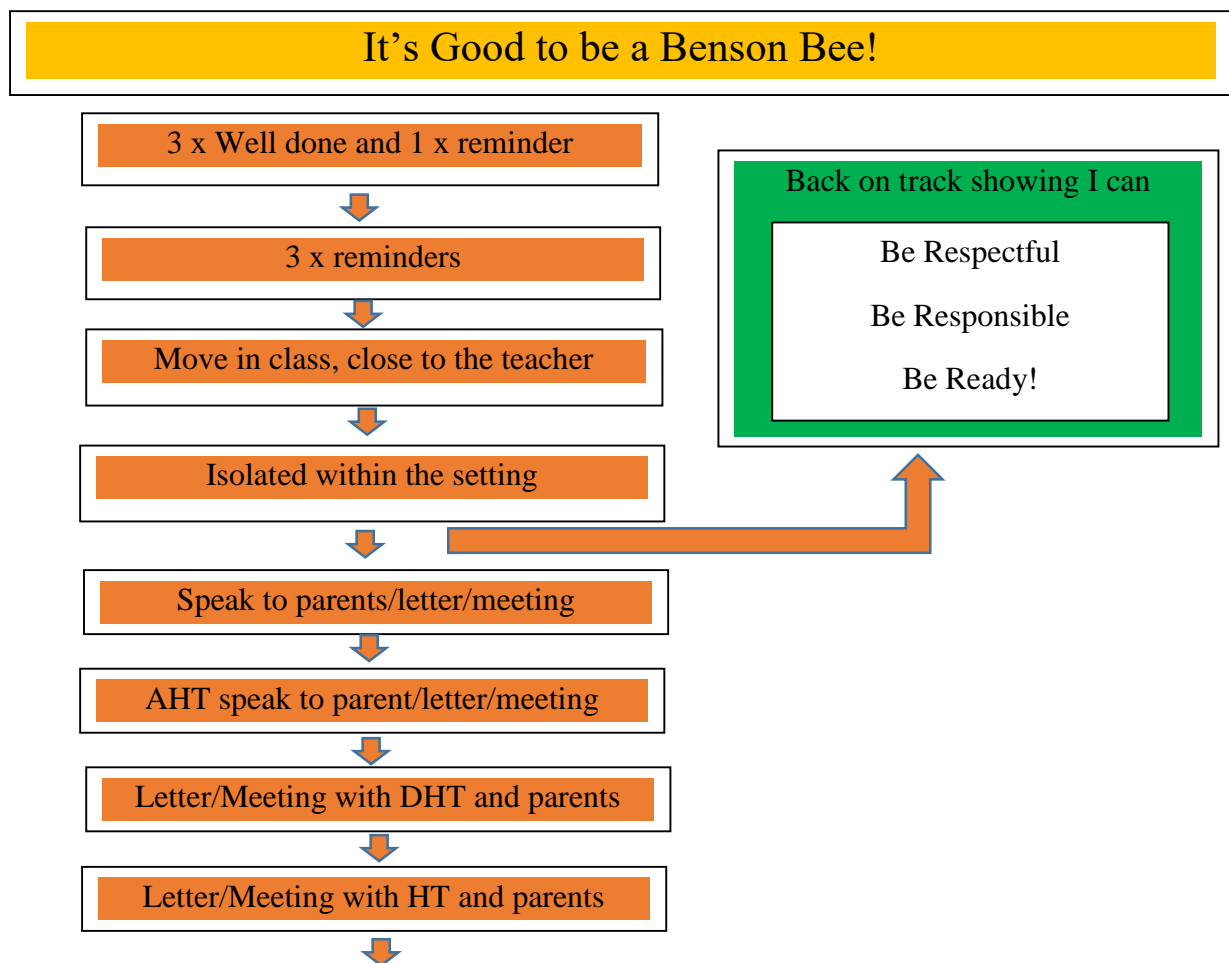 It’s Good to be a Benson Bee!
3 x Well done and 1 x reminder
3 x reminders
Move in class, close to the teacher
Isolated within the setting
Speak to parents/letter/meeting
AHT speak to parent/letter/meeting
Letter/Meeting with DHT and parents
Letter/Meeting with HT and parents
Back on track showing I can
Be Respectful
Be Responsible
Be Ready!